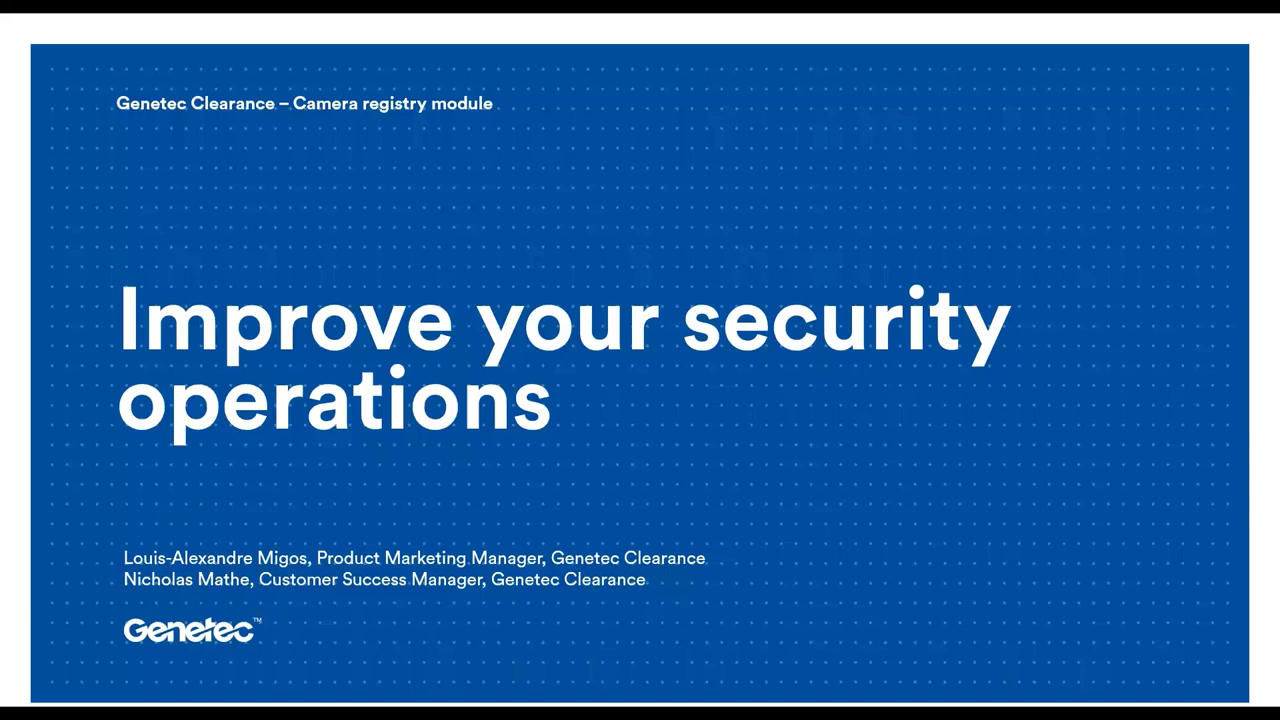 Genetec Clearance – Camera registry module
Improve your security
operations
Louis-Alexandre Migos, Product Marketing Manager, Genetec Clearance
Nicholas Mathe, Customer Success Manager, Genetec Clearance
Genetec™